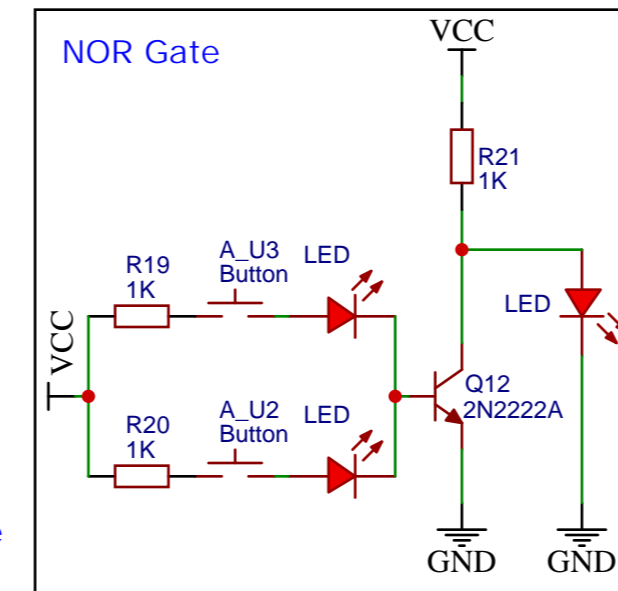 NOR Gate
VCC
R21
1K
A_U3
Button
LED
R19
1K
LED
VCC
Q12
2N2222A
A_U2
Button
LED
R20
1K
GND
GND